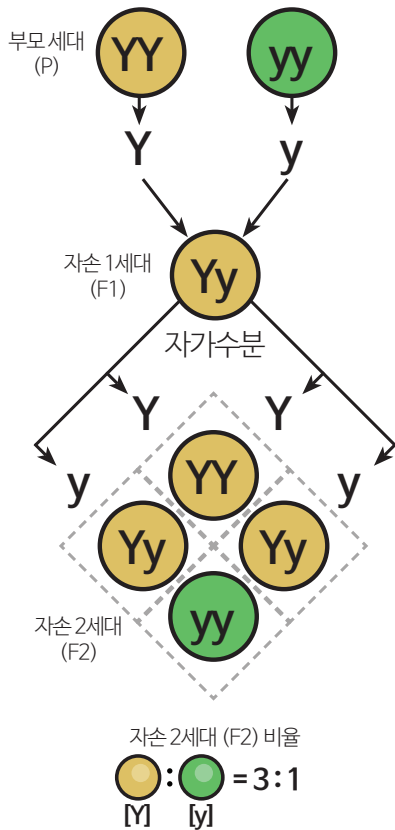 부모 세대
(P)
YY
yy
Y
y
자손 1세대
(F1)
Yy
자가수분
Y
Y
y
y
YY
Yy
Yy
yy
자손 2세대
(F2)
자손 2세대 (F2) 비율
: = 3 : 1
[Y]
[y]